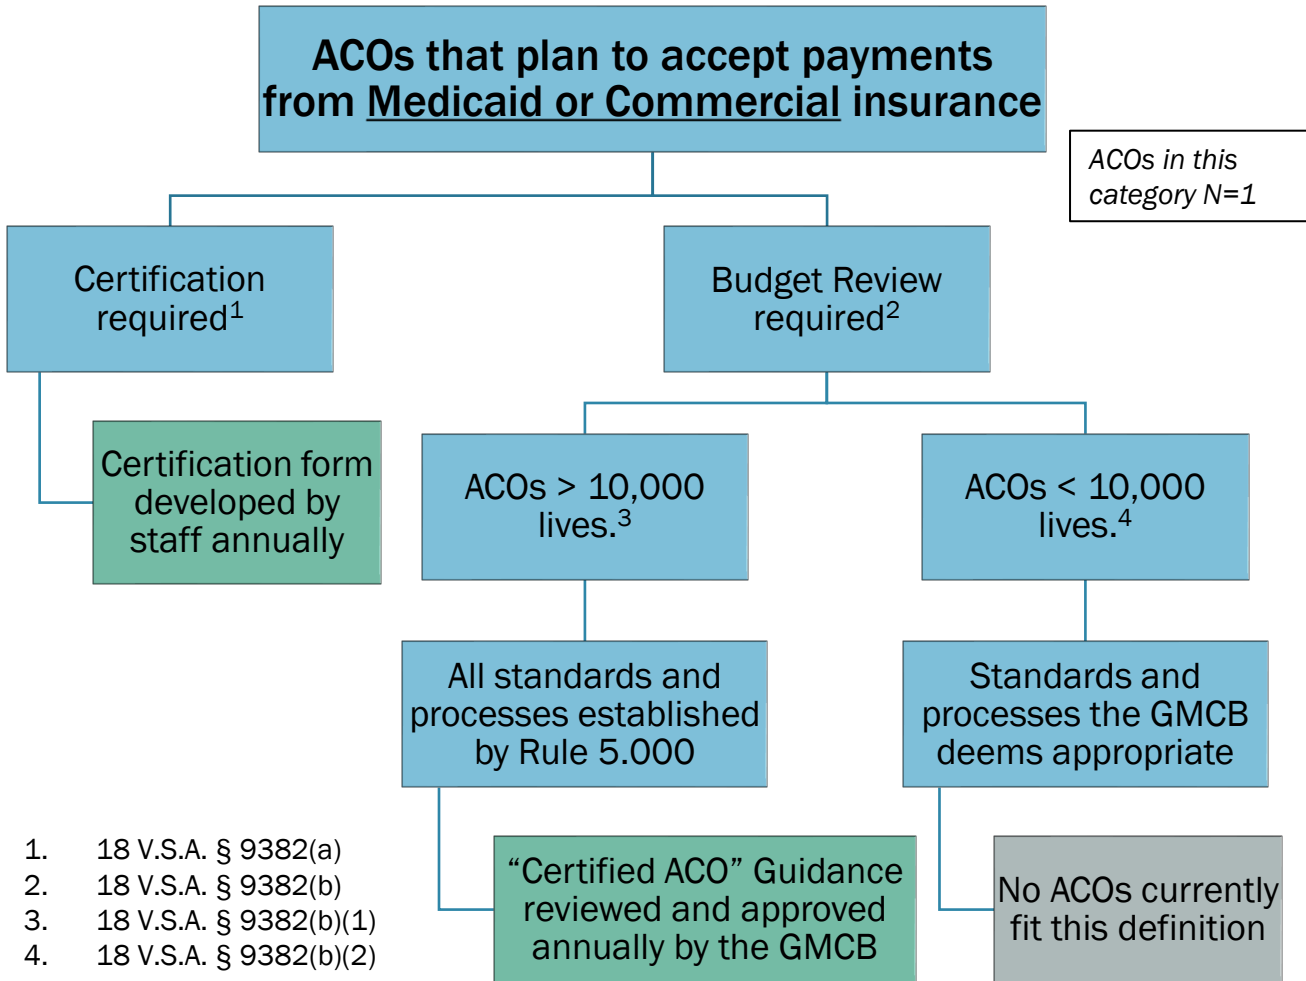 ACOs that plan to accept payments
from Medicaid or Commercial insurance
ACOs in this
category N=1
Certification
required¹
Budget Review
required²
Certification form
developed by
staff annually
ACOs > 10,000
lives.³
ACOs < 10,000
lives.⁴
All standards and
processes established
by Rule 5.000
Standards and
processes the GMCB
deems appropriate
“Certified ACO” Guidance
reviewed and approved
annually by the GMCB
No ACOs currently
fit this definition
1. 18 V.S.A. § 9382(a)
2. 18 V.S.A. § 9382(b)
3. 18 V.S.A. § 9382(b)(1)
4. 18 V.S.A. § 9382(b)(2)